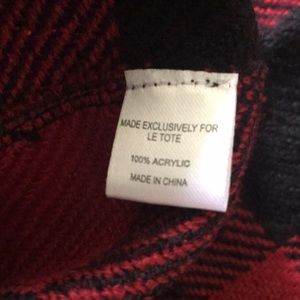 MADE EXCLUSIVELY FOR
LE TOTE
100% ACRYLIC
MADE IN CHINA